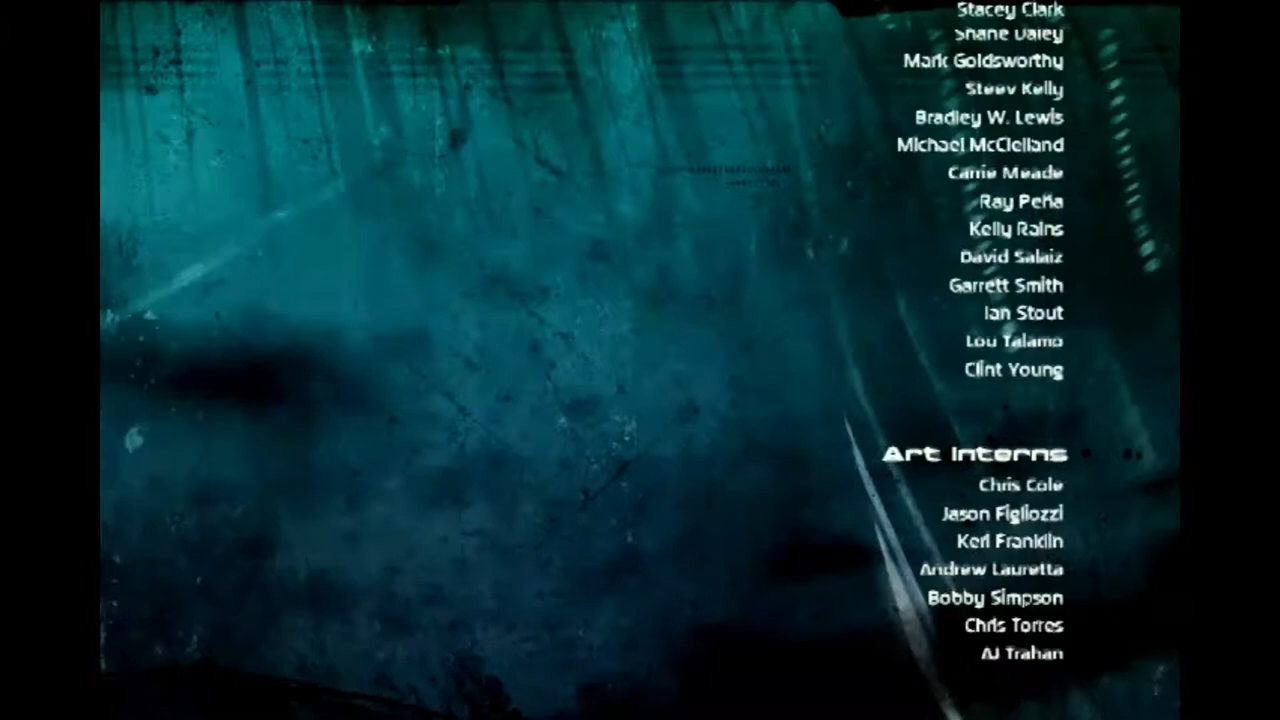 Stacey Clark
Shane Daley
Mark Goldsworthy
Steev Kelly
Bradley W. Lewis
Michael McClelland
Carrie Meade
Ray Peña
Kelly Rains
David Salaiz
Garrett Smith
Ian Stout
Lou Talamo
Clint Young
Art Interns
Chris Cole
Jason Figliozzi
Keri Franklin
Andrew Lauretta
Bobby Simpson
Chris Torres
AJ Trahan